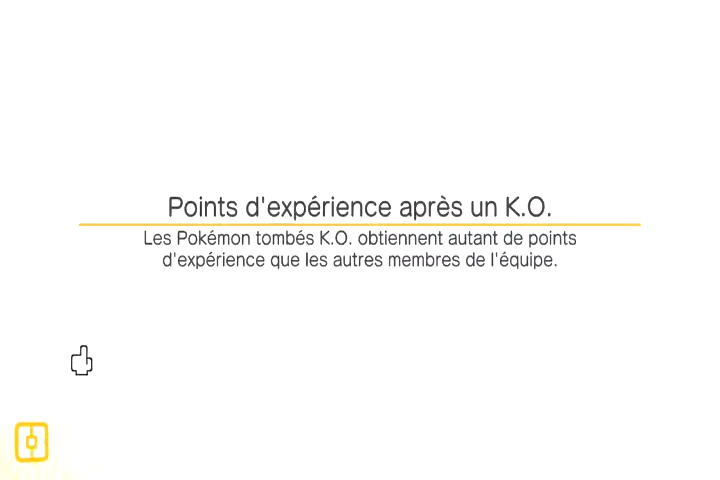 Points d'expérience après un K.O.
Les Pokémon tombés K.O. obtiennent autant de points
d'expérience que les autres membres de l'équipe.